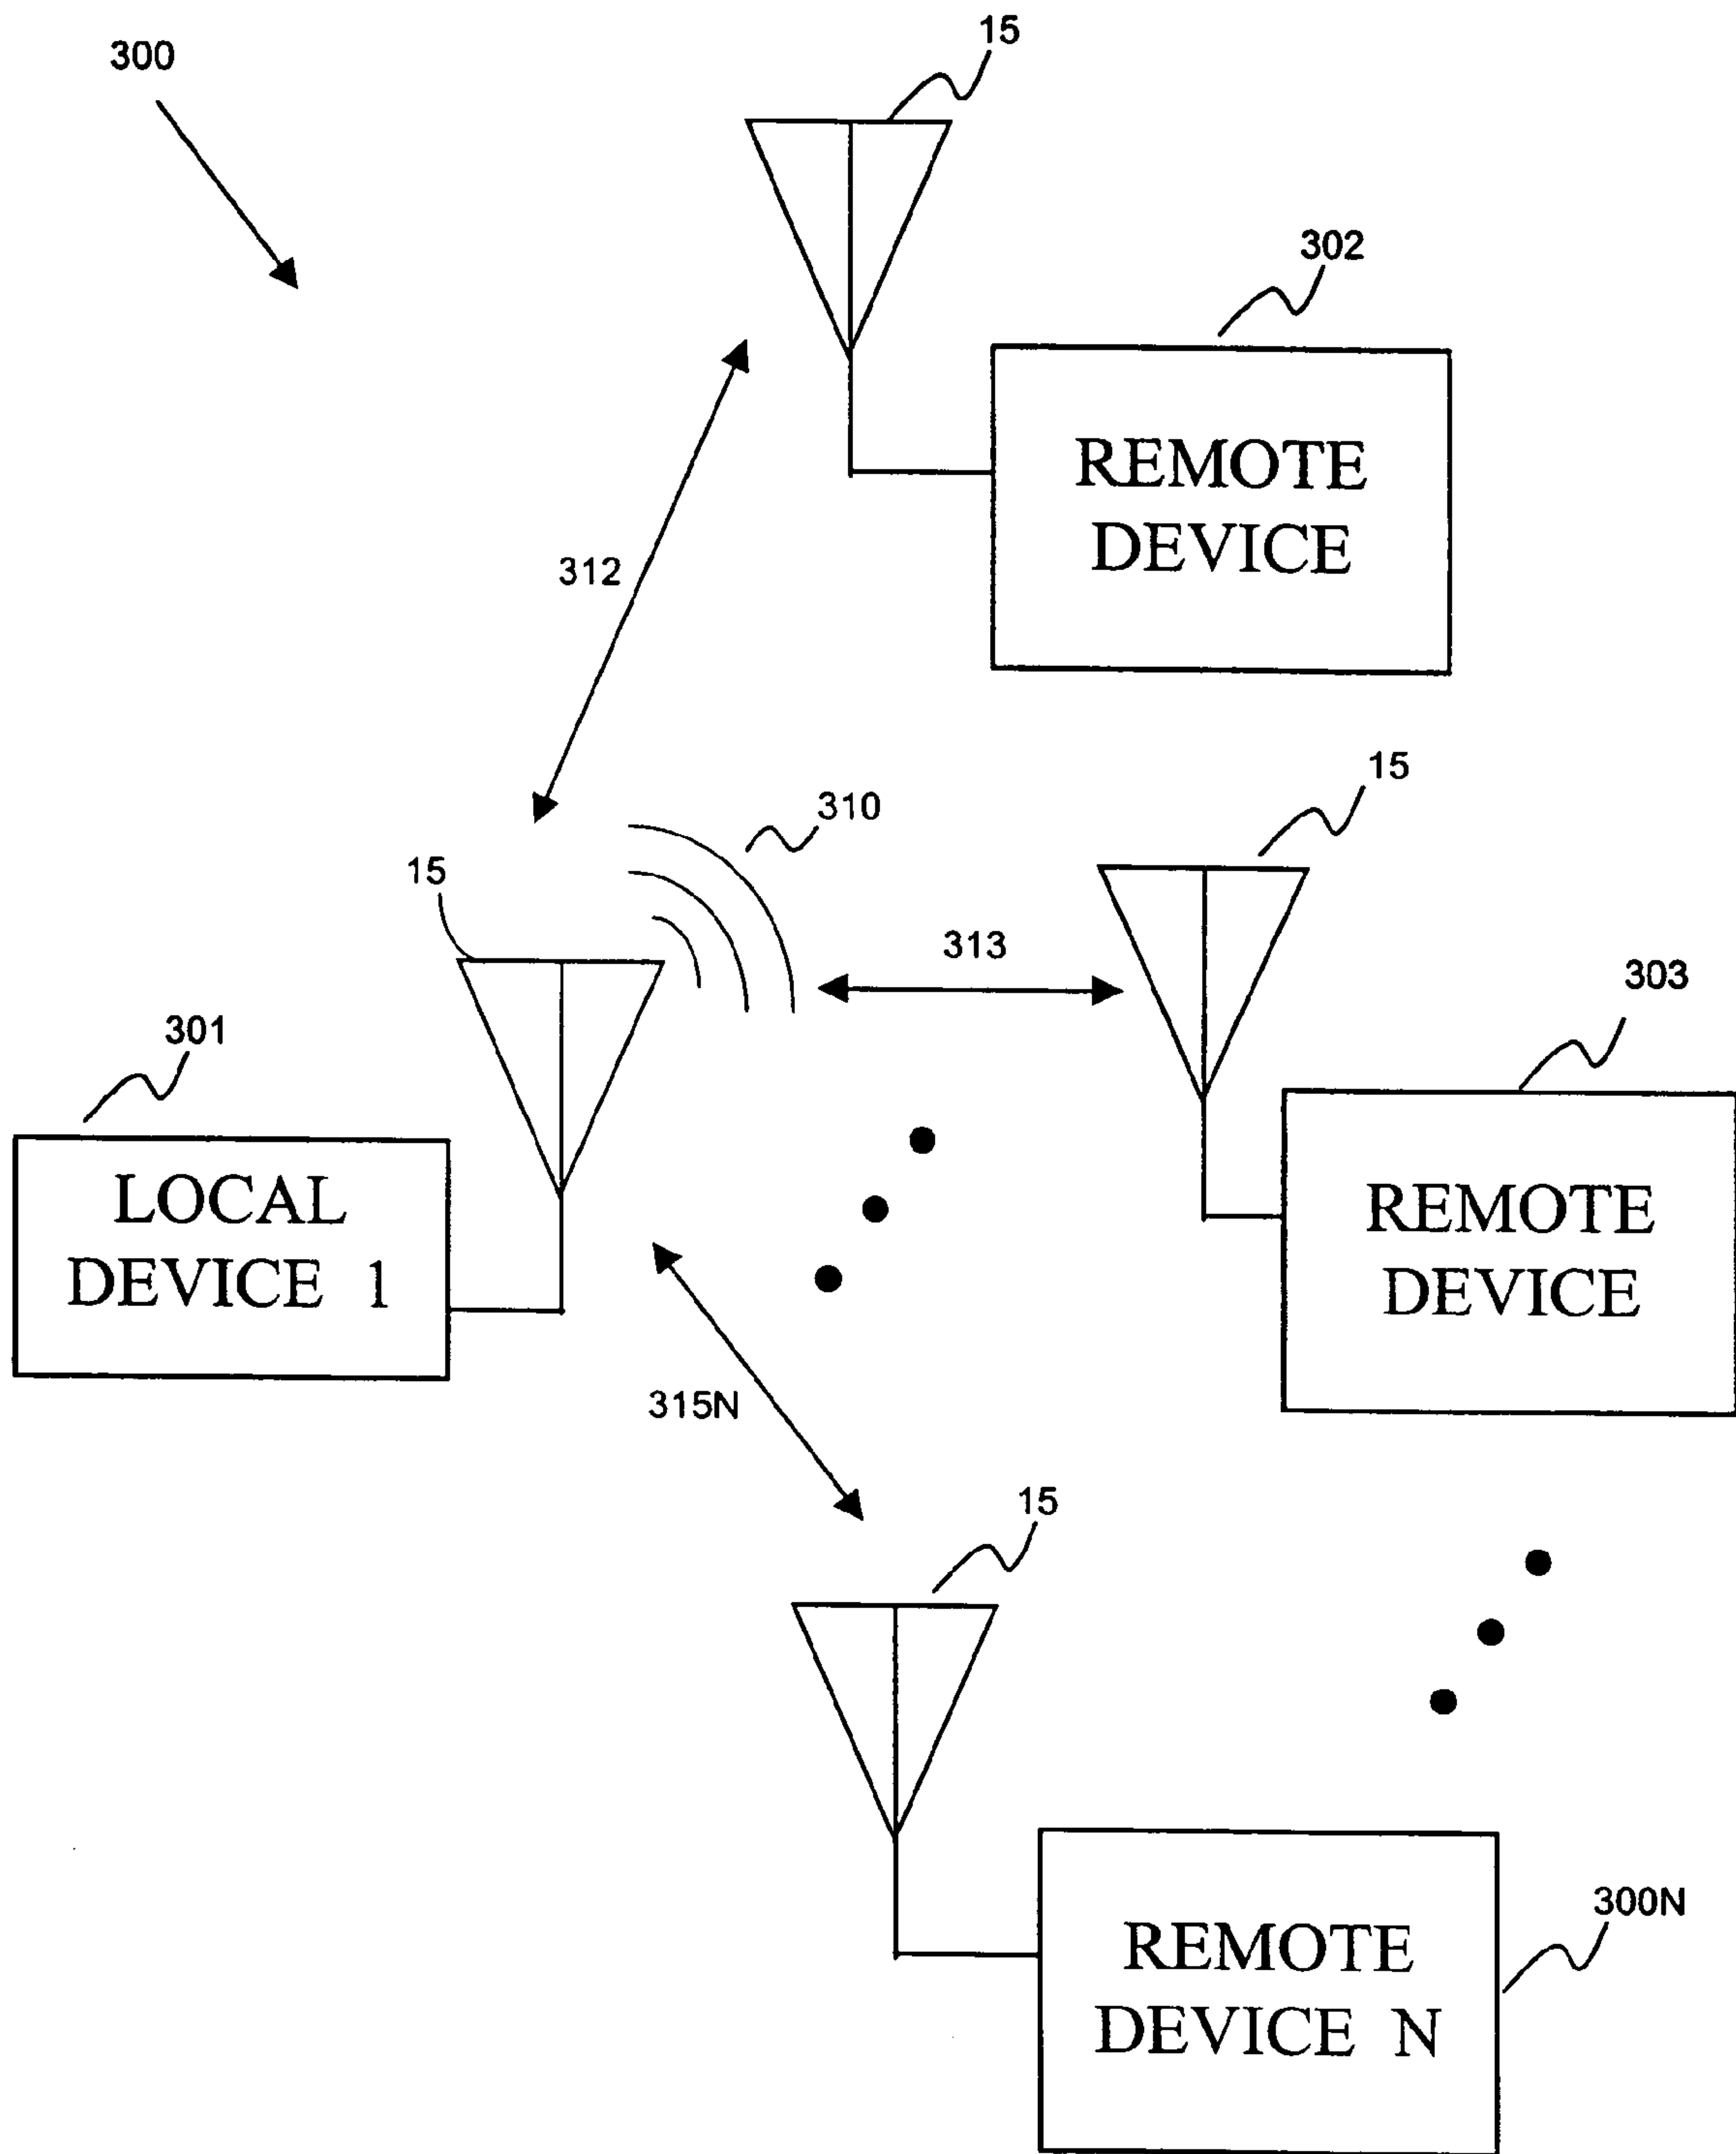 300
15
302
REMOTE
DEVICE
312
310
15
15
313
303
301
LOCAL
DEVICE 1
REMOTE
DEVICE
315N
15
300N
REMOTE
DEVICE N